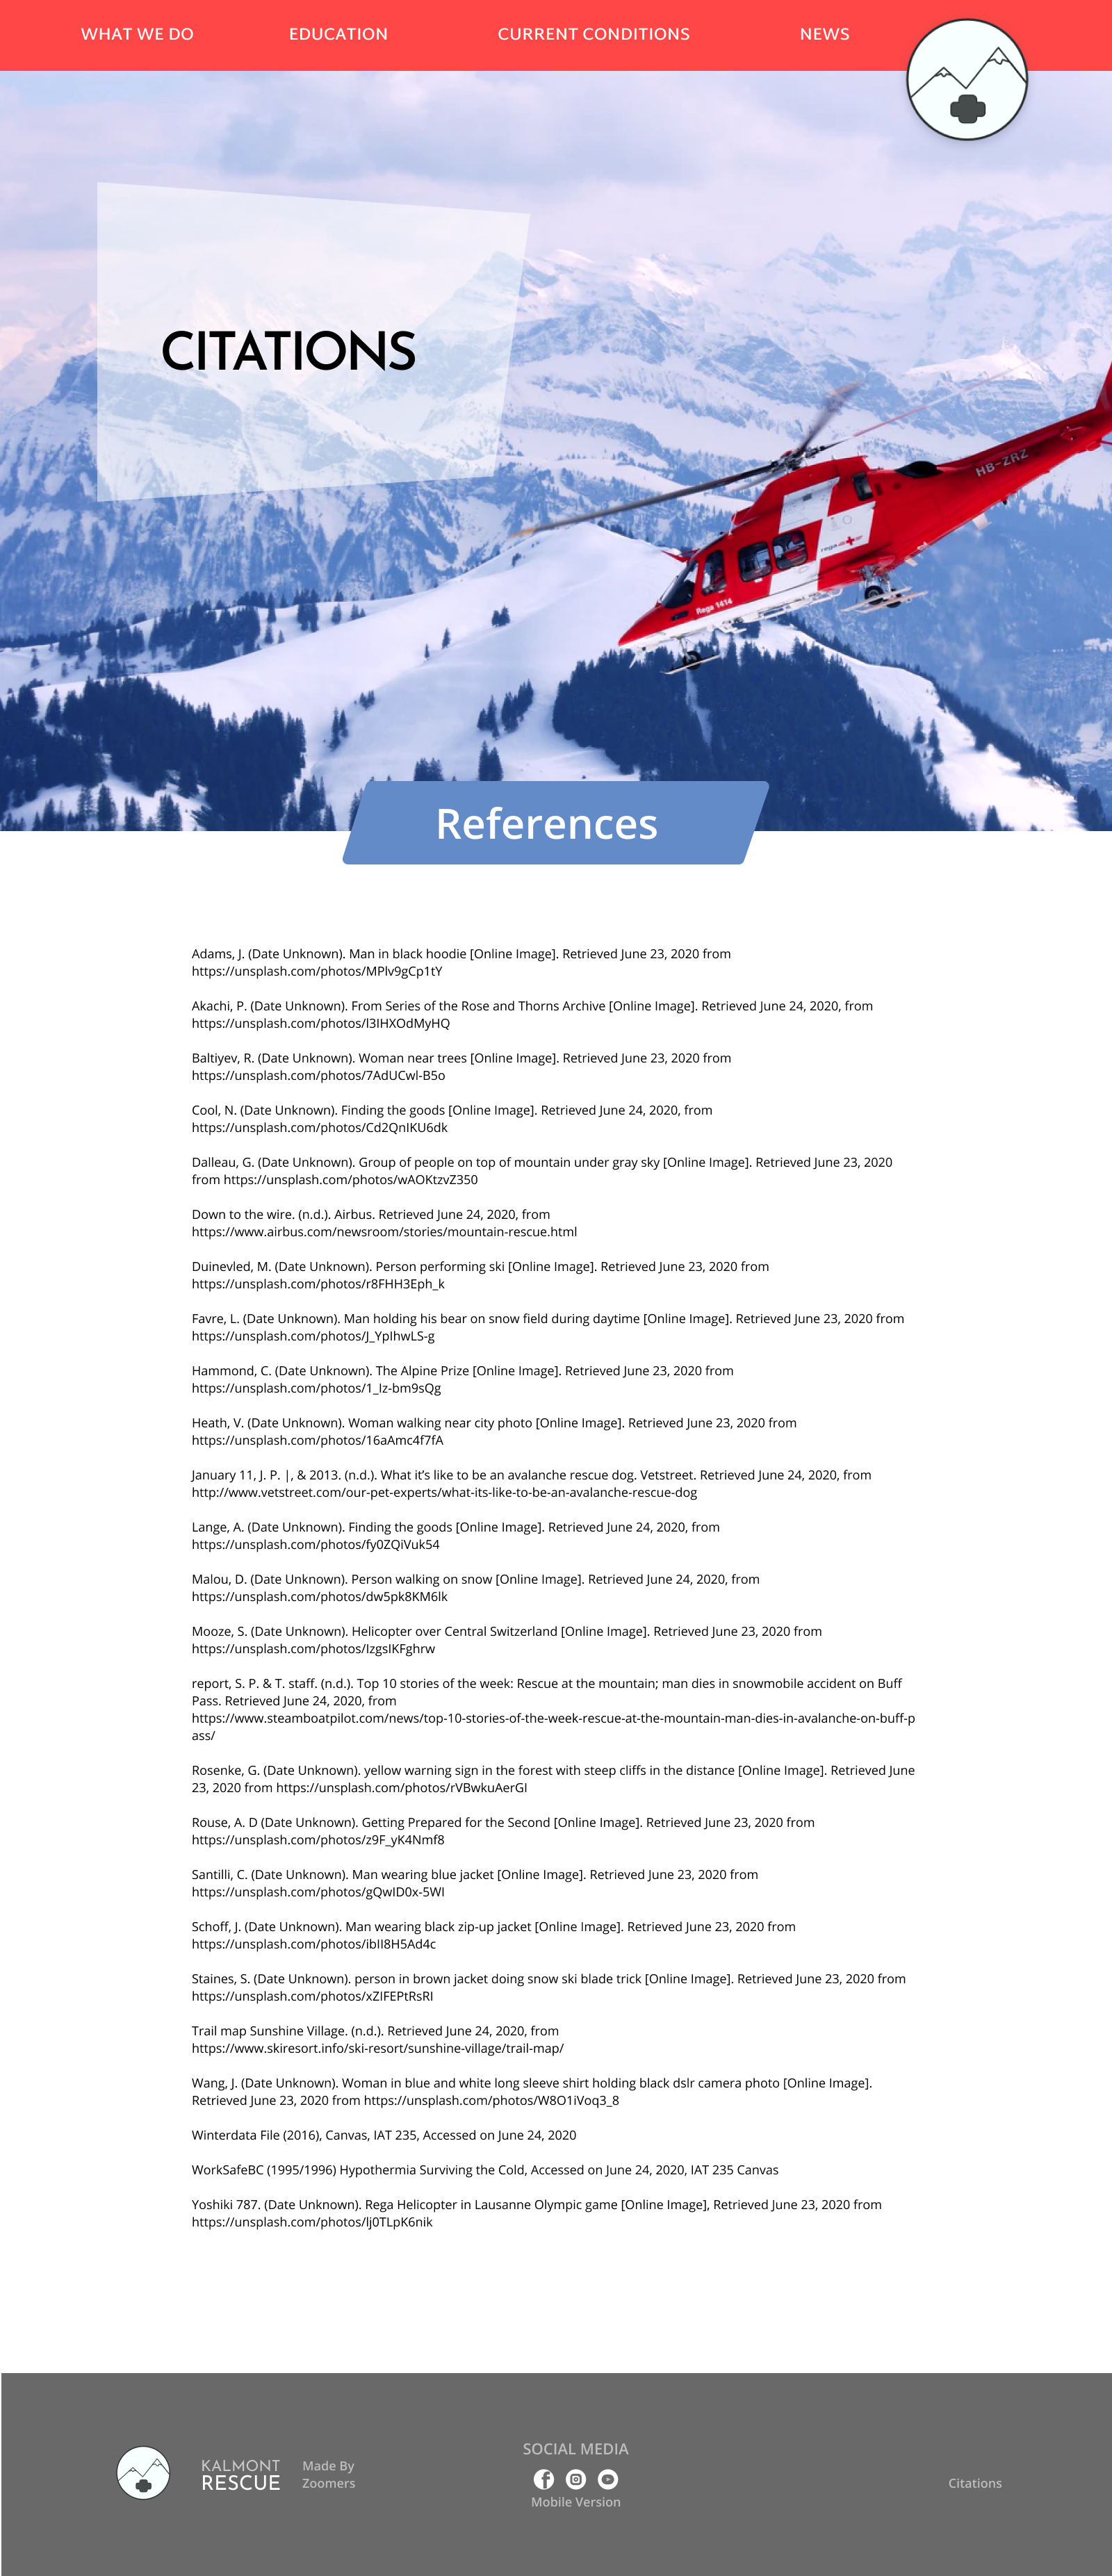 WHAT WE DO
EDUCATION
CURRENT CONDITIONS
NEWS
CITATIONS
HB-ZRZ
rega
Rega 1414
References
Adams, J. (Date Unknown). Man in black hoodie [Online Image]. Retrieved June 23, 2020 from
https://unsplash.com/photos/MPlv9gCp1tY
Akachi, P. (Date Unknown). From Series of the Rose and Thorns Archive [Online Image]. Retrieved June 24, 2020, from
https://unsplash.com/photos/l3IHXOdMyHQ
Baltiyev, R. (Date Unknown). Woman near trees [Online Image]. Retrieved June 23, 2020 from
https://unsplash.com/photos/7AdUCwl-B5o
Cool, N. (Date Unknown). Finding the goods [Online Image]. Retrieved June 24, 2020, from
https://unsplash.com/photos/Cd2QnIKU6dk
Dalleau, G. (Date Unknown). Group of people on top of mountain under gray sky [Online Image]. Retrieved June 23, 2020
from https://unsplash.com/photos/wAOKtzvZ350
Down to the wire. (n.d.). Airbus. Retrieved June 24, 2020, from
https://www.airbus.com/newsroom/stories/mountain-rescue.html
Duinevled, M. (Date Unknown). Person performing ski [Online Image]. Retrieved June 23, 2020 from
https://unsplash.com/photos/r8FHH3Eph_k
Favre, L. (Date Unknown). Man holding his bear on snow field during daytime [Online Image]. Retrieved June 23, 2020 from
https://unsplash.com/photos/J_YpIhwLS-g
Hammond, C. (Date Unknown). The Alpine Prize [Online Image]. Retrieved June 23, 2020 from
https://unsplash.com/photos/1_Iz-bm9sQg
Heath, V. (Date Unknown). Woman walking near city photo [Online Image]. Retrieved June 23, 2020 from
https://unsplash.com/photos/16aAmc4f7fA
January 11, J. P. |, & 2013. (n.d.). What it’s like to be an avalanche rescue dog. Vetstreet. Retrieved June 24, 2020, from
http://www.vetstreet.com/our-pet-experts/what-its-like-to-be-an-avalanche-rescue-dog
Lange, A. (Date Unknown). Finding the goods [Online Image]. Retrieved June 24, 2020, from
https://unsplash.com/photos/fy0ZQiVuk54
Malou, D. (Date Unknown). Person walking on snow [Online Image]. Retrieved June 24, 2020, from
https://unsplash.com/photos/dw5pk8KM6lk
Mooze, S. (Date Unknown). Helicopter over Central Switzerland [Online Image]. Retrieved June 23, 2020 from
https://unsplash.com/photos/IzgsIKFghrw
report, S. P. & T. staff. (n.d.). Top 10 stories of the week: Rescue at the mountain; man dies in snowmobile accident on Buff
Pass. Retrieved June 24, 2020, from
https://www.steamboatpilot.com/news/top-10-stories-of-the-week-rescue-at-the-mountain-man-dies-in-avalanche-on-buff-p
ass/
Rosenke, G. (Date Unknown). yellow warning sign in the forest with steep cliffs in the distance [Online Image]. Retrieved June
23, 2020 from https://unsplash.com/photos/rVBwkuAerGI
Rouse, A. D (Date Unknown). Getting Prepared for the Second [Online Image]. Retrieved June 23, 2020 from
https://unsplash.com/photos/z9F_yK4Nmf8
Santilli, C. (Date Unknown). Man wearing blue jacket [Online Image]. Retrieved June 23, 2020 from
https://unsplash.com/photos/gQwID0x-5WI
Schoff, J. (Date Unknown). Man wearing black zip-up jacket [Online Image]. Retrieved June 23, 2020 from
https://unsplash.com/photos/ibII8H5Ad4c
Staines, S. (Date Unknown). person in brown jacket doing snow ski blade trick [Online Image]. Retrieved June 23, 2020 from
https://unsplash.com/photos/xZIFEPtRsRI
Trail map Sunshine Village. (n.d.). Retrieved June 24, 2020, from
https://www.skiresort.info/ski-resort/sunshine-village/trail-map/
Wang, J. (Date Unknown). Woman in blue and white long sleeve shirt holding black dslr camera photo [Online Image].
Retrieved June 23, 2020 from https://unsplash.com/photos/W8O1iVoq3_8
Winterdata File (2016), Canvas, IAT 235, Accessed on June 24, 2020
WorkSafeBC (1995/1996) Hypothermia Surviving the Cold, Accessed on June 24, 2020, IAT 235 Canvas
Yoshiki 787. (Date Unknown). Rega Helicopter in Lausanne Olympic game [Online Image], Retrieved June 23, 2020 from
https://unsplash.com/photos/lj0TLpK6nik
KALMONT
RESCUE
Made By
Zoomers
SOCIAL MEDIA
Mobile Version
Citations